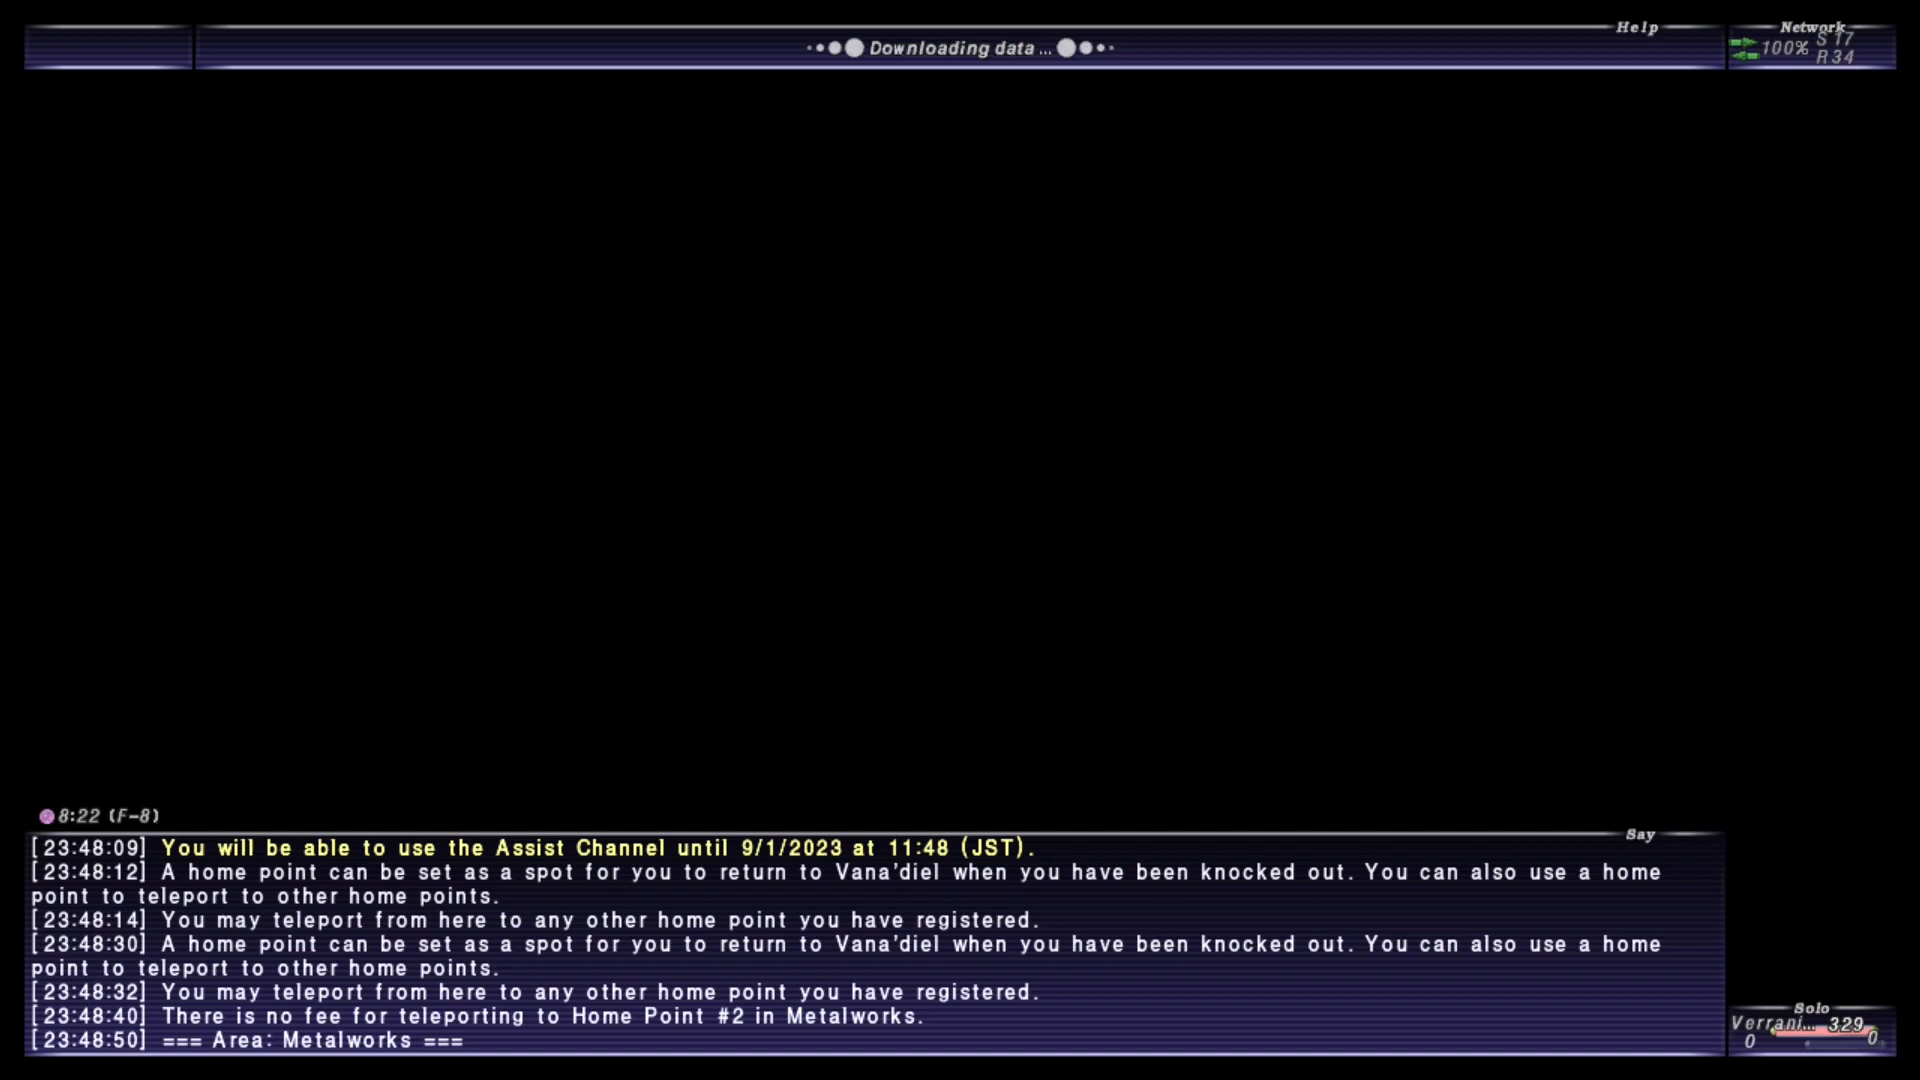 Help
Network
Downloading data ...
100% S 17
R 34
8:22 (F-8)
Say
[23:48:09] You will be able to use the Assist Channel until 9/1/2023 at 11:48 (JST).
[23:48:12] A home point can be set as a spot for you to return to Vana'diel when you have been knocked out. You can also use a home
point to teleport to other home points.
[23:48:14] You may teleport from here to any other home point you have registered.
[23:48:30] A home point can be set as a spot for you to return to Vana'diel when you have been knocked out. You can also use a home
point to teleport to other home points.
[23:48:32] You may teleport from here to any other home point you have registered.
[23:48:40] There is no fee for teleporting to Home Point #2 in Metalworks.
[23:48:50] === Area: Metalworks ===
Solo
Verrani... 329
0 0